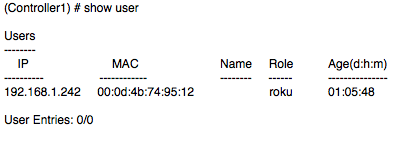 (Controller1) # show user
Users
--------
IP MAC Name Role Age(d:h:m)
---------- ------------ -------- ------ --------------
192.168.1.242 00:0d:4b:74:95:12 roku 01:05:48
User Entries: 0/0